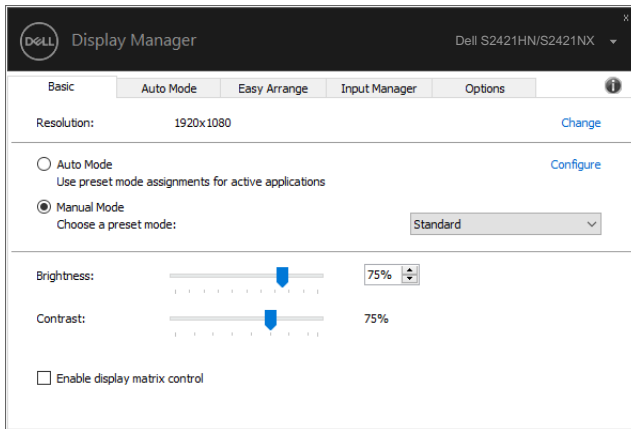 x
DELL Display Manager Dell S2421HN/S2421NX
Basic Auto Mode Easy Arrange Input Manager Options i
Resolution: 1920x1080 Change
Auto Mode Configure
Use preset mode assignments for active applications
Manual Mode
Choose a preset mode: Standard
Brightness: 75%
Contrast: 75%
Enable display matrix control